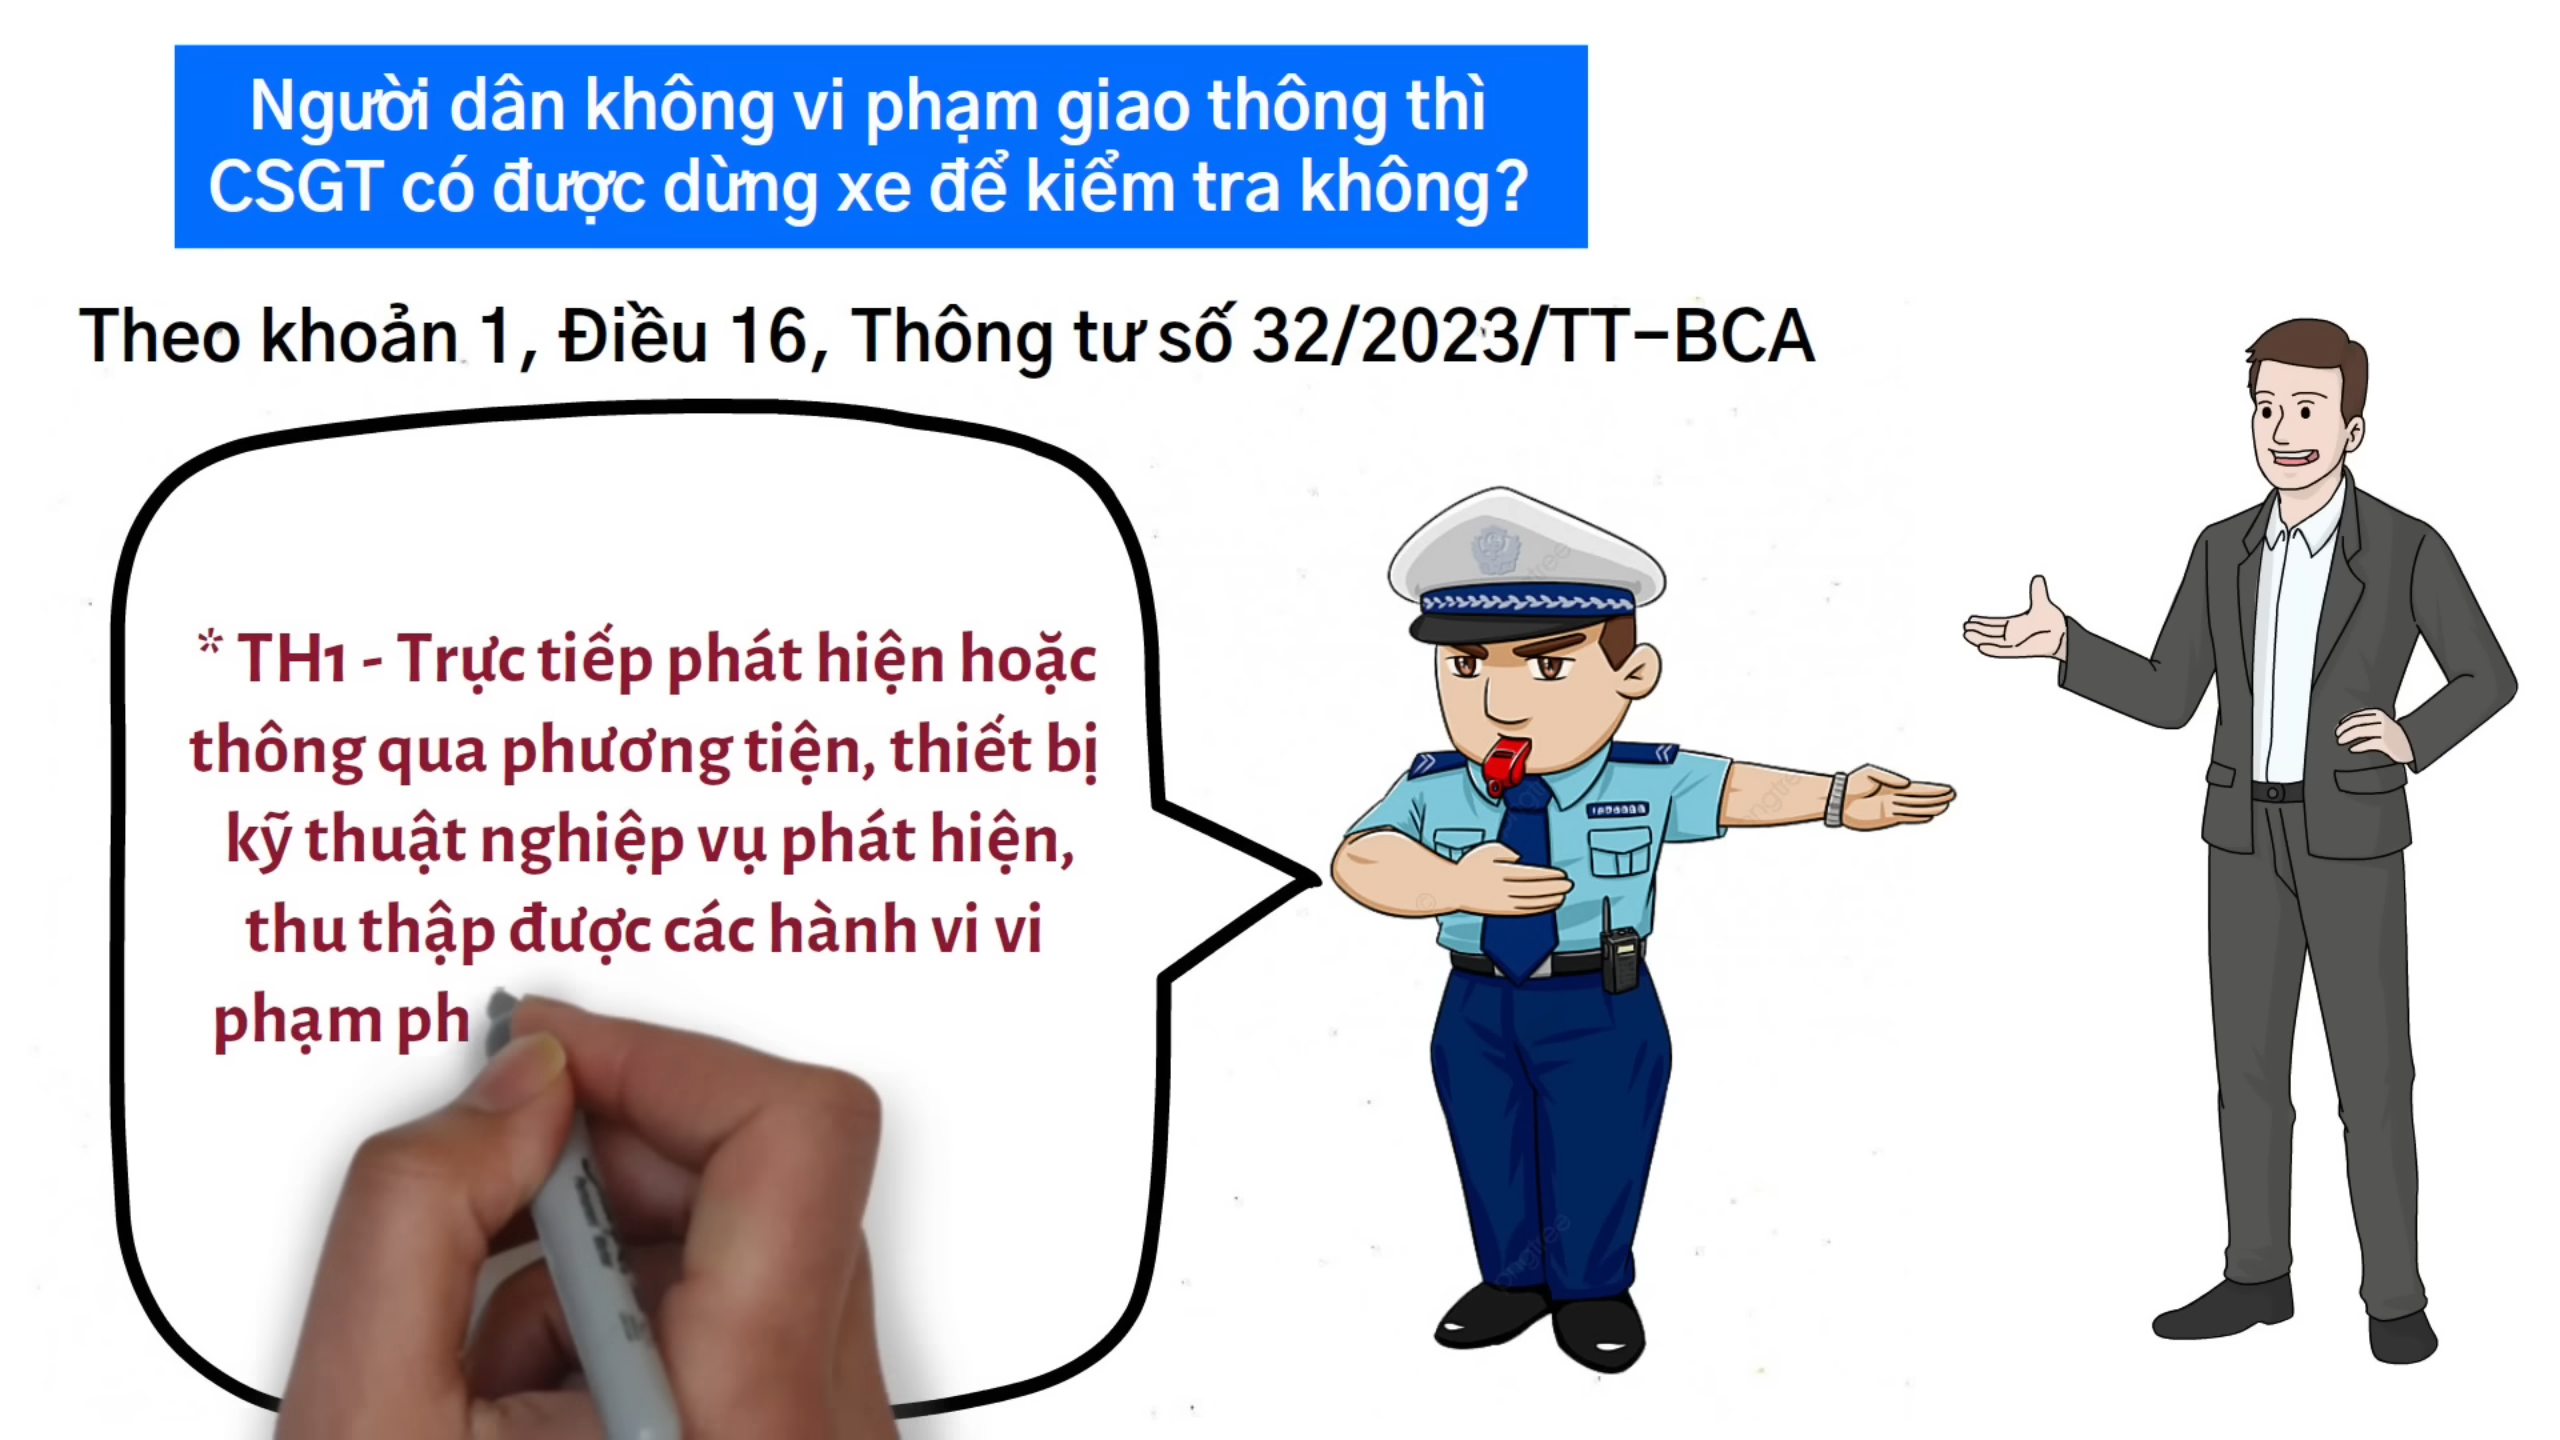 Người dân không vi phạm giao thông thì
CSGT có được dừng xe để kiểm tra không?
Theo khoản 1, Điều 16, Thông tư số 32/2023/TT-BCA
* TH1 - Trực tiếp phát hiện hoặc
thông qua phương tiện, thiết bị
kỹ thuật nghiệp vụ phát hiện,
thu thập được các hành vi vi
phạm ph